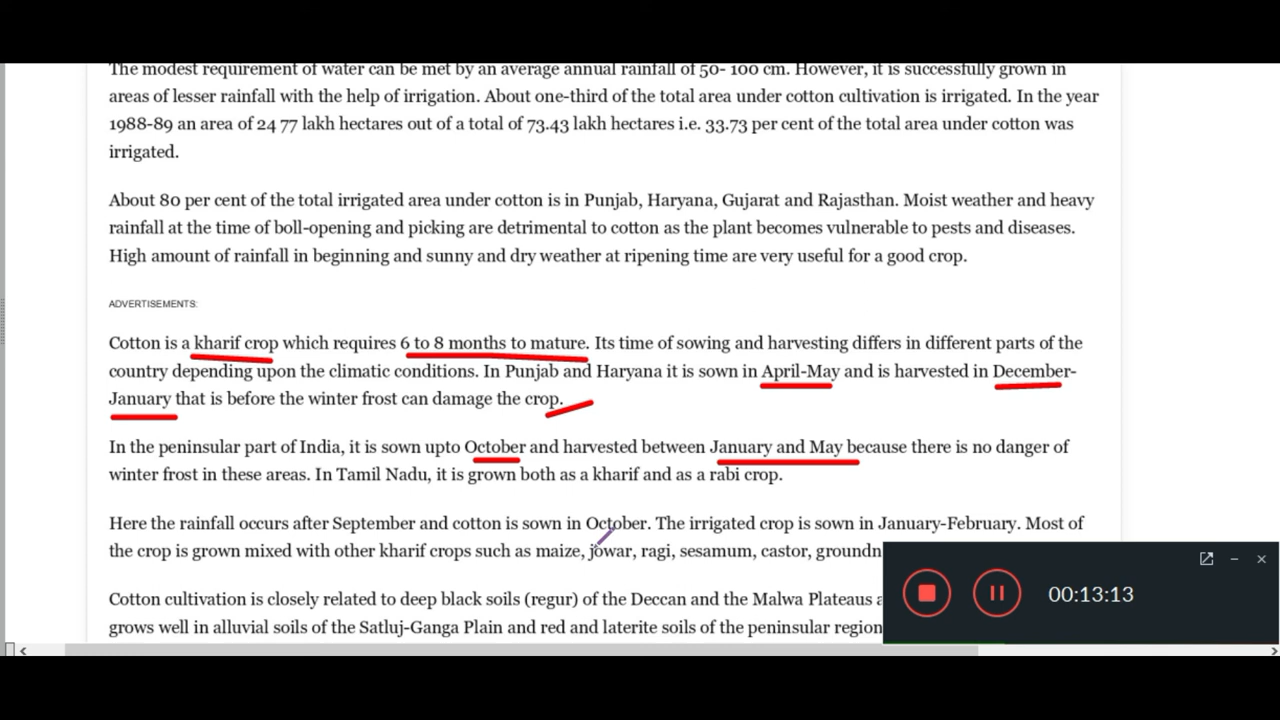 The modest requirement of water can be met by an average annual rainfall of 50- 100 cm. However, it is successfully grown in
areas of lesser rainfall with the help of irrigation. About one-third of the total area under cotton cultivation is irrigated. In the year
1988-89 an area of 24 77 lakh hectares out of a total of 73.43 lakh hectares i.e. 33.73 per cent of the total area under cotton was
irrigated.
About 80 per cent of the total irrigated area under cotton is in Punjab, Haryana, Gujarat and Rajasthan. Moist weather and heavy
rainfall at the time of boll-opening and picking are detrimental to cotton as the plant becomes vulnerable to pests and diseases.
High amount of rainfall in beginning and sunny and dry weather at ripening time are very useful for a good crop.
ADVERTISEMENTS:
Cotton is a kharif crop which requires 6 to 8 months to mature. Its time of sowing and harvesting differs in different parts of the
country depending upon the climatic conditions. In Punjab and Haryana it is sown in April-May and is harvested in December-
January that is before the winter frost can damage the crop.
In the peninsular part of India, it is sown upto October and harvested between January and May because there is no danger of
winter frost in these areas. In Tamil Nadu, it is grown both as a kharif and as a rabi crop.
Here the rainfall occurs after September and cotton is sown in October. The irrigated crop is sown in January-February. Most of
the crop is grown mixed with other kharif crops such as maize, jowar, ragi, sesamum, castor, groundn
Cotton cultivation is closely related to deep black soils (regur) of the Deccan and the Malwa Plateaus a
grows well in alluvial soils of the Satluj-Ganga Plain and red and laterite soils of the peninsular region
00:13:13